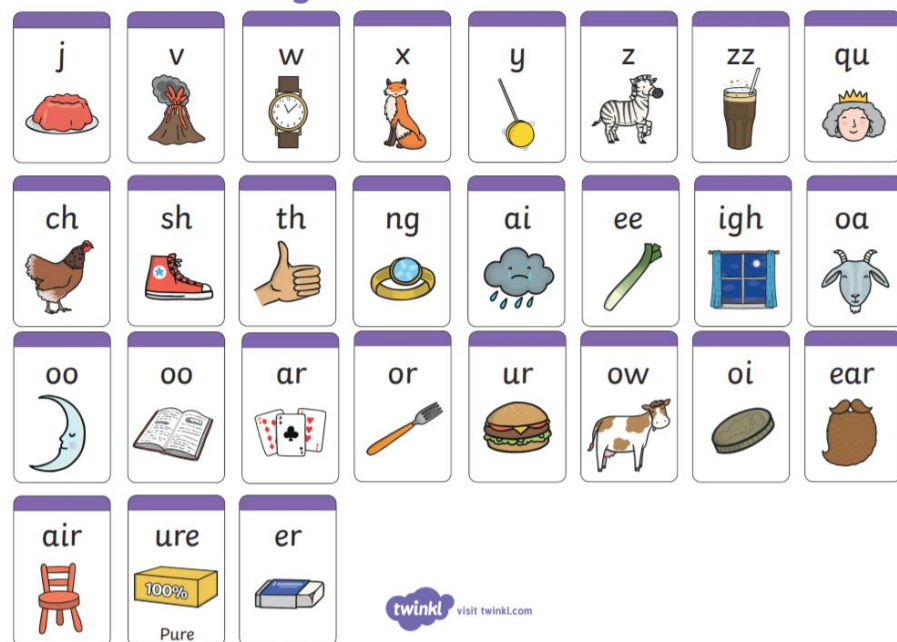 j v w x y z zz qu
ch sh th ng ai ee igh oa
oo oo ar or ur ow oi ear
air ure er
100%
Pure
twinkl visit twinkl.com